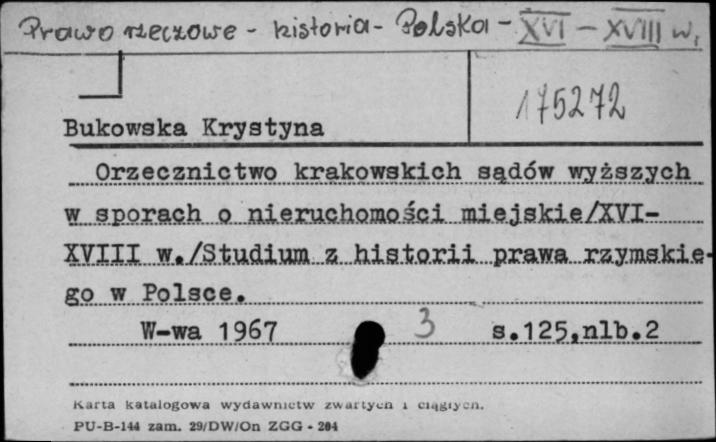 Prawo rzeczowe - historia - Polska - XVI - XVIII w.
175272
Bukowska Krystyna
Orzecznictwo krakowskich sądów wyższych
w sporach o nieruchomości miejskie/XVI-
XVIII w./Studium z historii prawa rzymskie-
go w Polsce.
W-wa 1967 3 s.125,nlb.2
Karta katalogowa wydawnictw zwartych i ciągłych.
PU-B-144 zam. 29/DW/On ZGG - 204